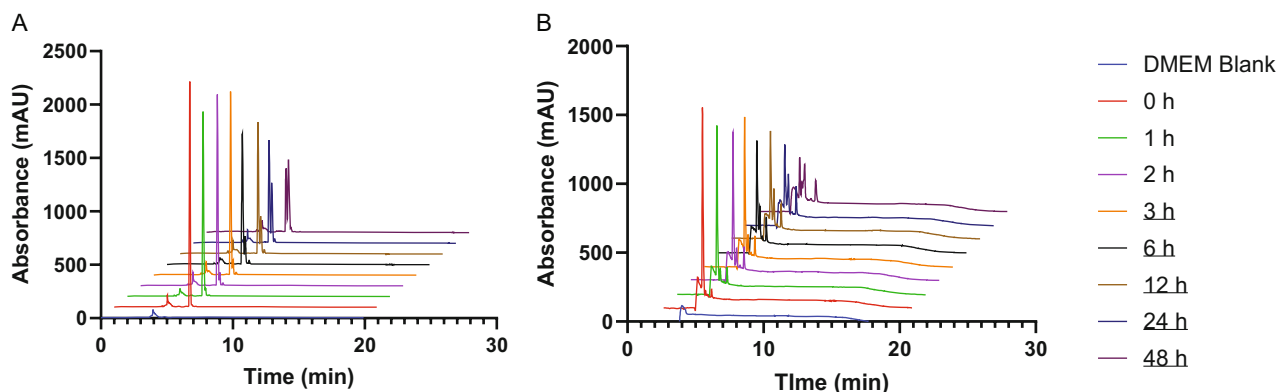 A
Absorbance (mAU)
2500
2000
1500
1000
500
0
0 10 20 30
Time (min)
B
Absorbance (mAU)
2000
1500
1000
500
0
0 10 20 30
TIme (min)
DMEM Blank
0 h
1 h
2 h
3 h
6 h
12 h
24 h
48 h